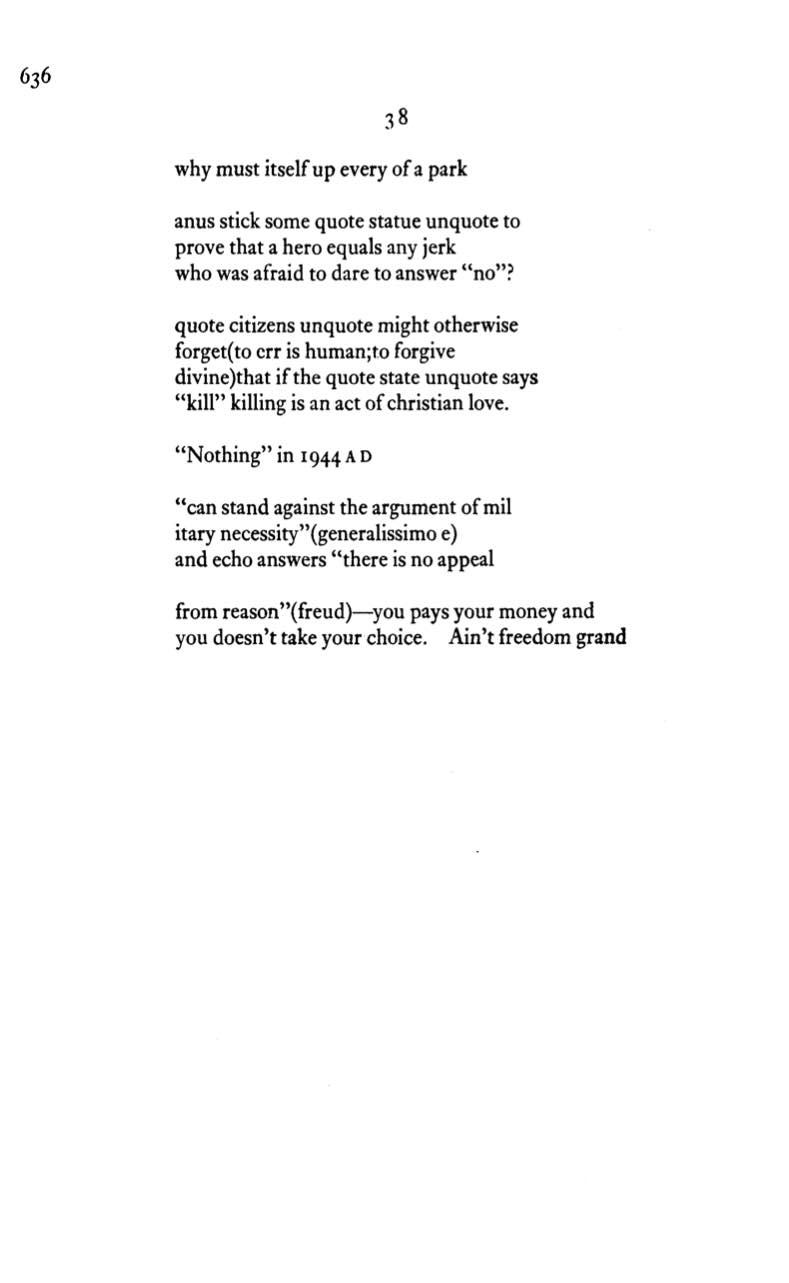 636
38
why must itself up every of a park
anus stick some quote statue unquote to
prove that a hero equals any jerk
who was afraid to dare to answer “no”?
quote citizens unquote might otherwise
forget(to err is human;to forgive
divine)that if the quote state unquote says
“kill” killing is an act of christian love.
“Nothing” in 1944 A D
“can stand against the argument of mil
itary necessity”(generalissimo e)
and echo answers “there is no appeal
from reason”(freud)—you pays your money and
you doesn’t take your choice. Ain’t freedom grand